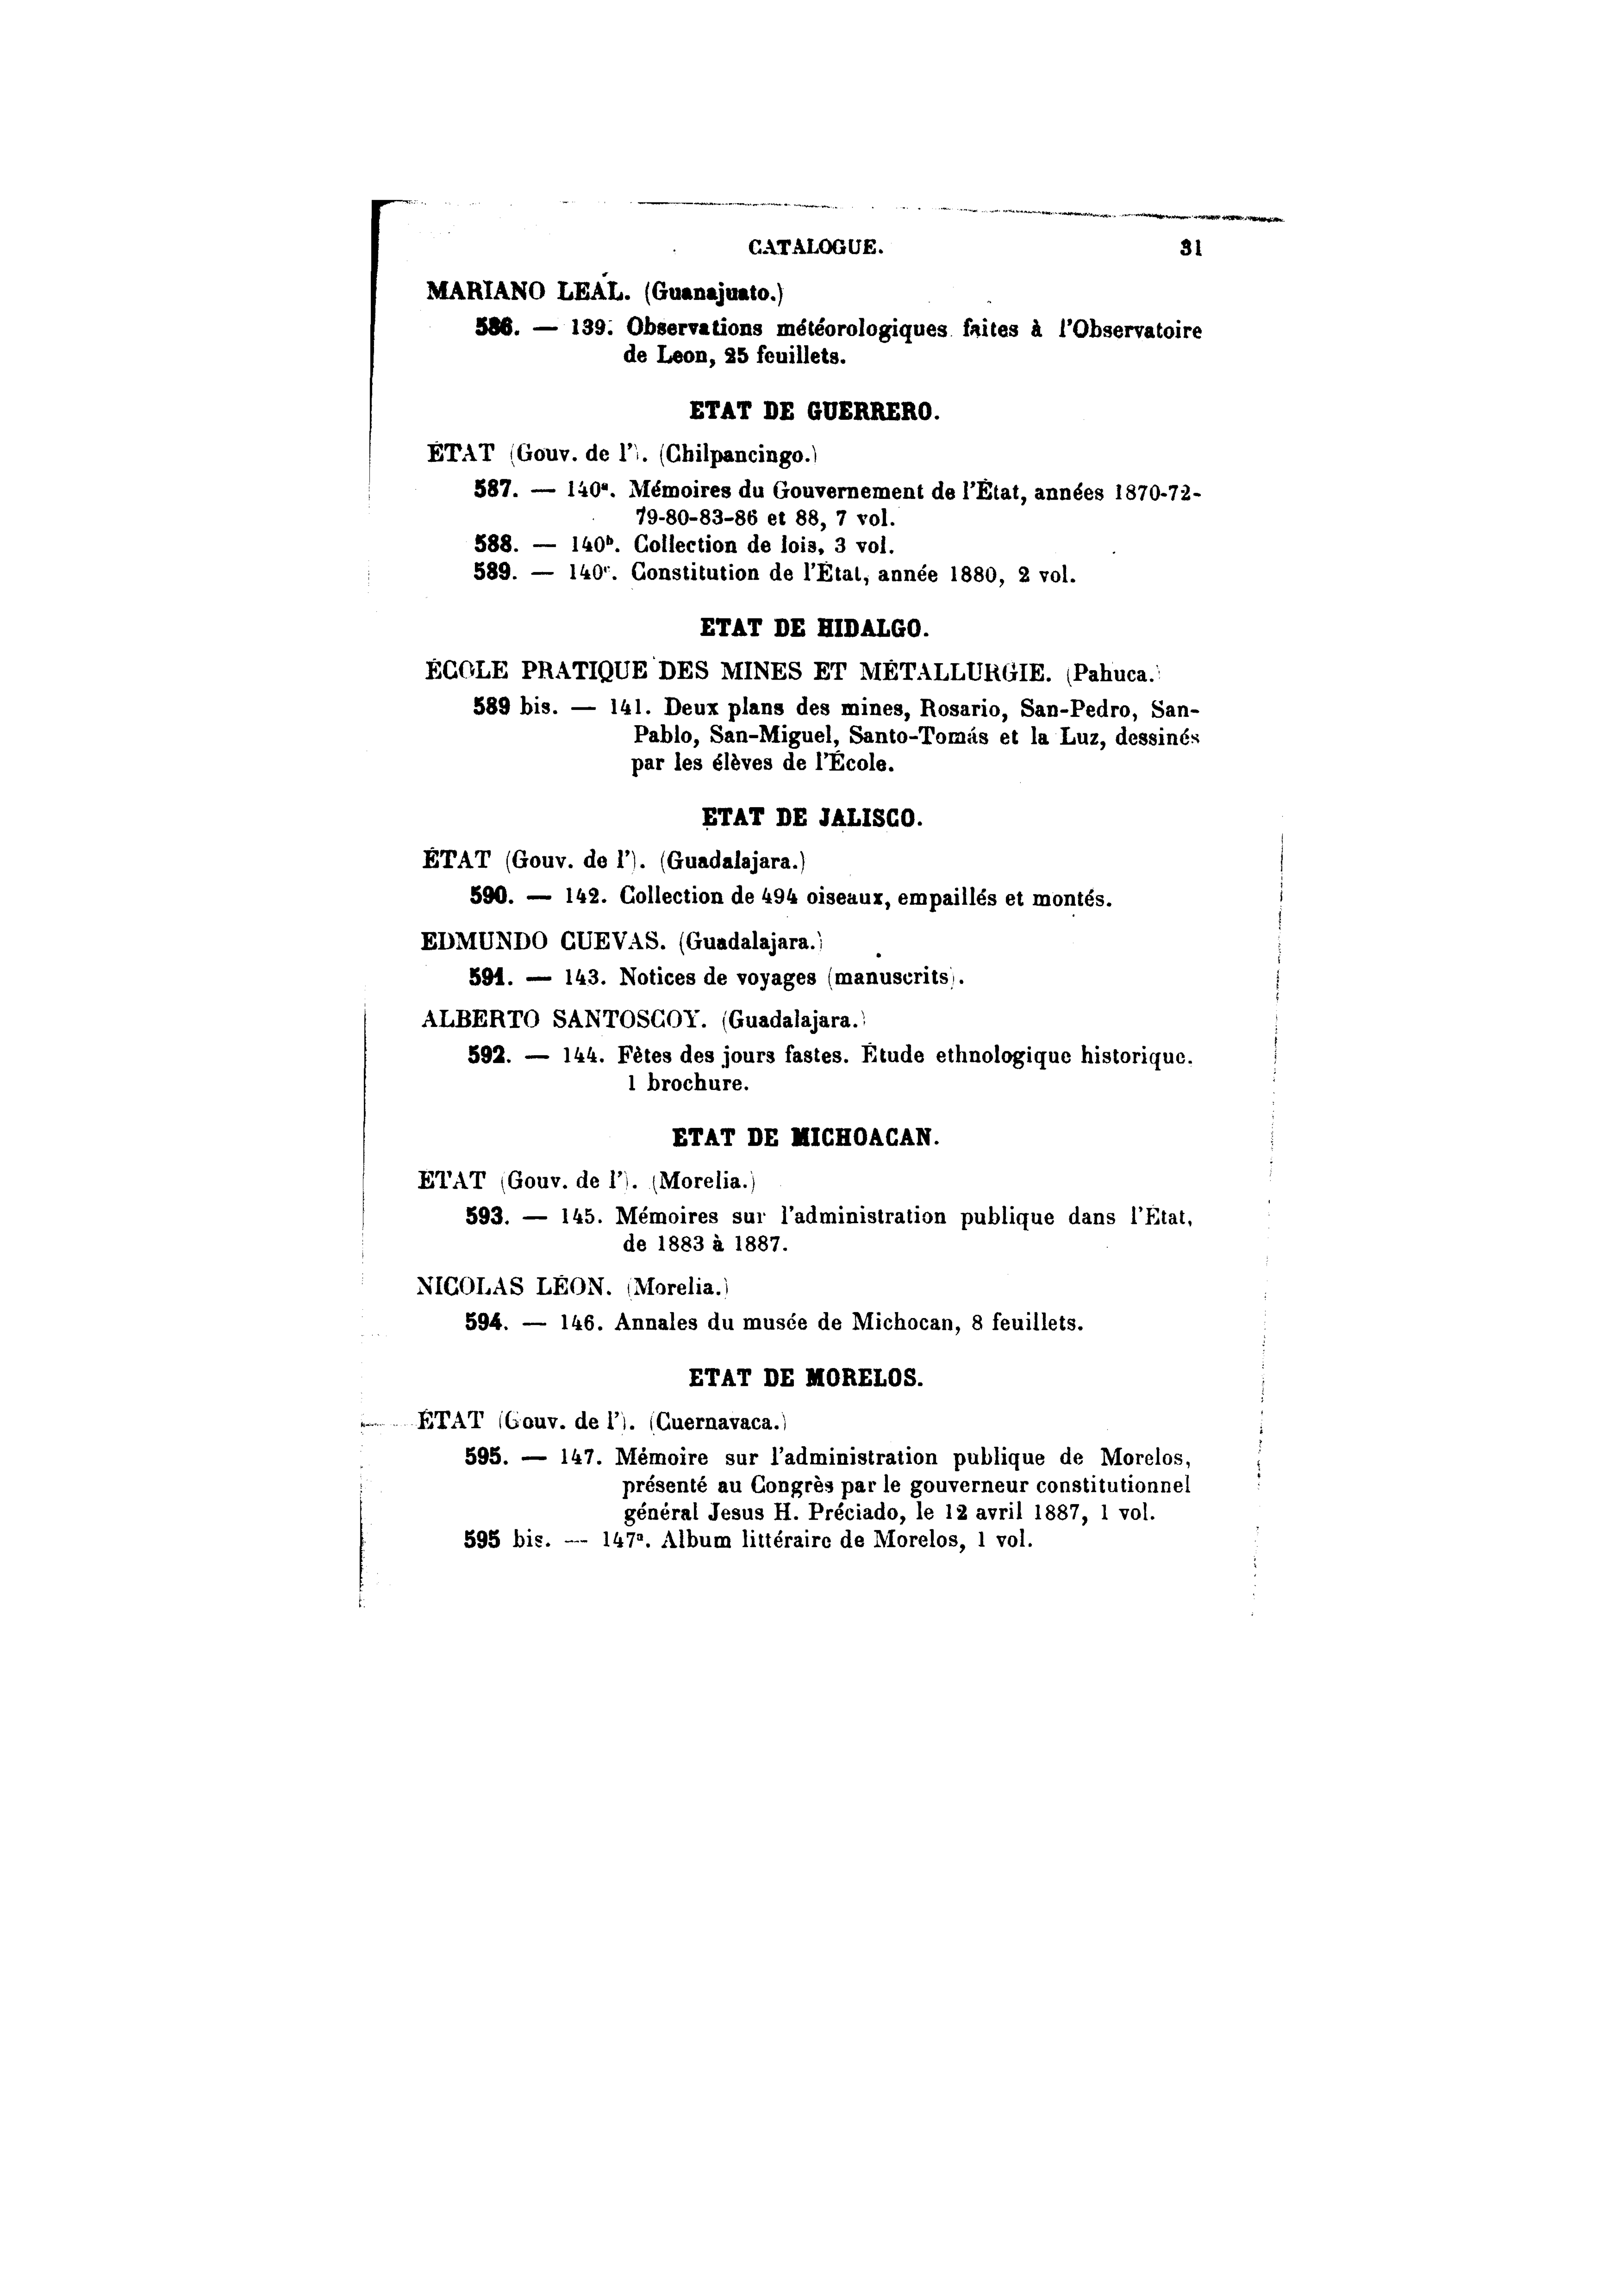 CATALOGUE. 31
MARIANO LEÁL. (Guanajuato.)
586. — 139. Observations météorologiques faites à l'Observatoire
de Leon, 25 feuillets.
ETAT DE GUERRERO.
ÉTAT (Gouv. de l'). (Chilpancingo.)
587. — 140ª. Mémoires du Gouvernement de l'État, années 1870-72-
79-80-83-86 et 88, 7 vol.
588. — 140ᵇ. Collection de lois, 3 vol.
589. — 140ᶜ. Constitution de l'État, année 1880, 2 vol.
ETAT DE HIDALGO.
ÉCOLE PRATIQUE DES MINES ET MÉTALLURGIE. (Pahuca.)
589 bis. — 141. Deux plans des mines, Rosario, San-Pedro, San-
Pablo, San-Miguel, Santo-Tomás et la Luz, dessinés
par les élèves de l'École.
ETAT DE JALISCO.
ÉTAT (Gouv. de l'). (Guadalajara.)
590. — 142. Collection de 494 oiseaux, empaillés et montés.
EDMUNDO CUEVAS. (Guadalajara.)
591. — 143. Notices de voyages (manuscrits).
ALBERTO SANTOSCOY. (Guadalajara.)
592. — 144. Fêtes des jours fastes. Étude ethnologique historique.
1 brochure.
ETAT DE MICHOACAN.
ETAT (Gouv. de l'). (Morelia.)
593. — 145. Mémoires sur l'administration publique dans l'État,
de 1883 à 1887.
NICOLAS LÉON. (Morelia.)
594. — 146. Annales du musée de Michocan, 8 feuillets.
ETAT DE MORELOS.
ÉTAT (Gouv. de l'). (Cuernavaca.)
595. — 147. Mémoire sur l'administration publique de Morelos,
présenté au Congrès par le gouverneur constitutionnel
général Jesus H. Préciado, le 12 avril 1887, 1 vol.
595 bis. — 147ª. Album littéraire de Morelos, 1 vol.